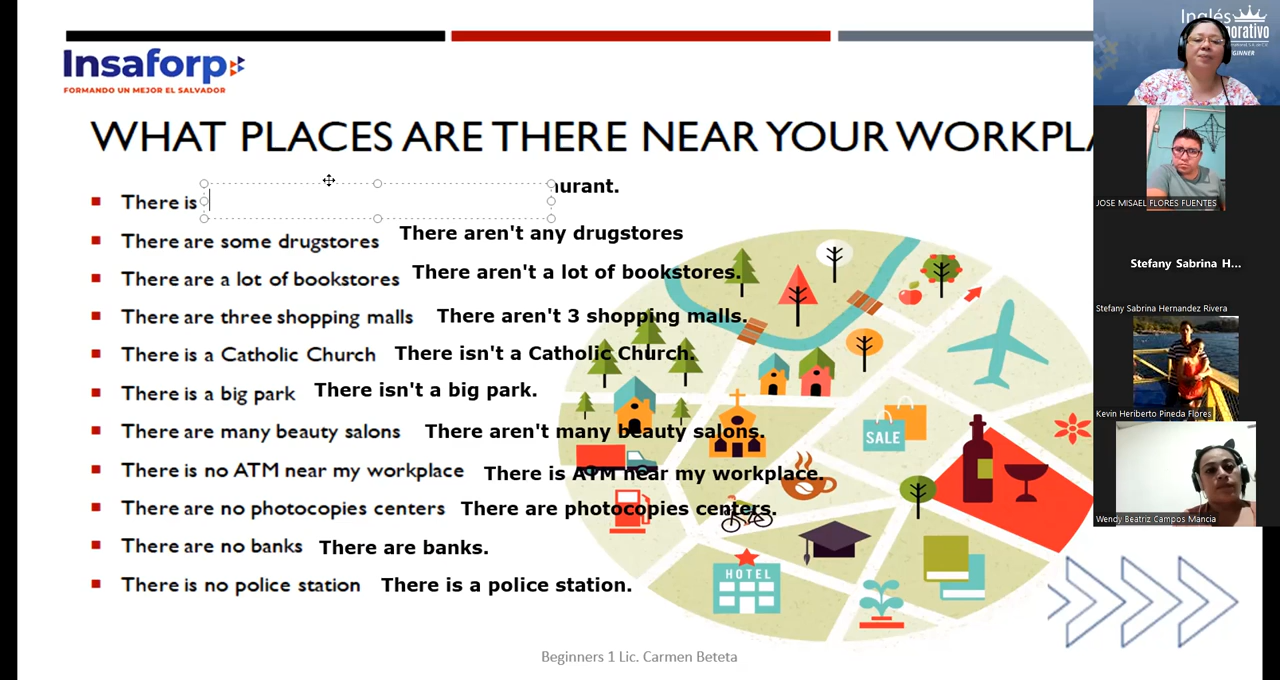 Insaforp
FORMANDO UN MEJOR EL SALVADOR
WHAT PLACES ARE THERE NEAR YOUR WORKPLA
There is
aurant.
There are some drugstores There aren't any drugstores
There are a lot of bookstores There aren't a lot of bookstores.
There are three shopping malls There aren't 3 shopping malls.
There is a Catholic Church There isn't a Catholic Church.
There is a big park There isn't a big park.
There are many beauty salons There aren't many beauty salons.
There is no ATM near my workplace There is ATM near my workplace.
There are no photocopies centers There are photocopies centers.
There are no banks There are banks.
There is no police station There is a police station.
SALE
HOTEL
Beginners 1 Lic. Carmen Beteta
Inglés
orativo
GINNER
JOSE MISAEL FLORES FUENTES
Stefany Sabrina H...
Stefany Sabrina Hernandez Rivera
Kevin Heriberto Pineda Flores
Wendy Beatriz Campos Mancia